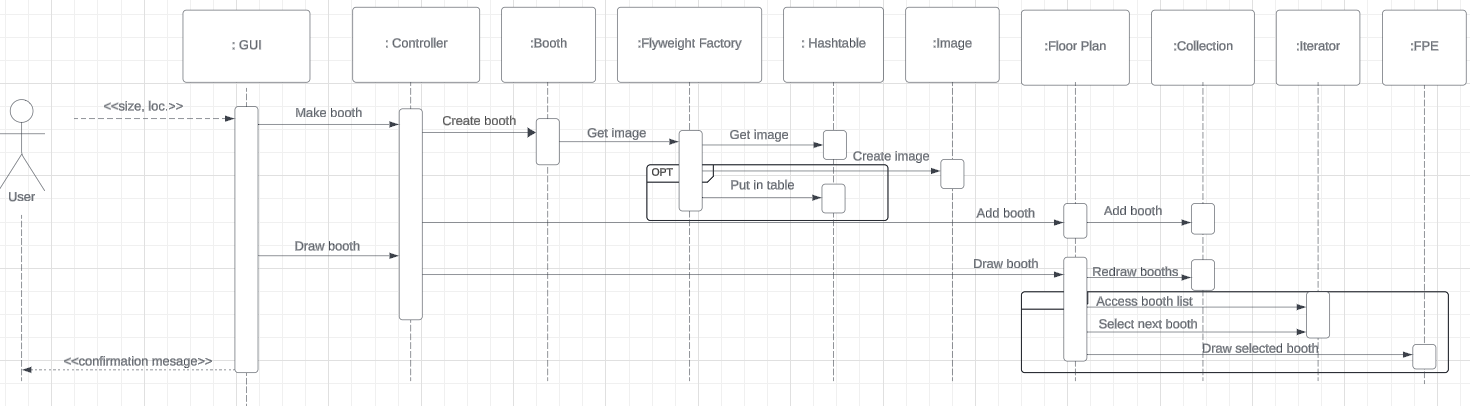 : GUI
: Controller
:Booth
:Flyweight Factory
: Hashtable
:Image
:Floor Plan
:Collection
:Iterator
:FPE
<<size, loc.>>
Make booth
Create booth
Get image
Get image
Create image
OPT
Put in table
User
Add booth
Add booth
Draw booth
Draw booth
Redraw booths
Access booth list
Select next booth
Draw selected booth
<<confirmation mesage>>